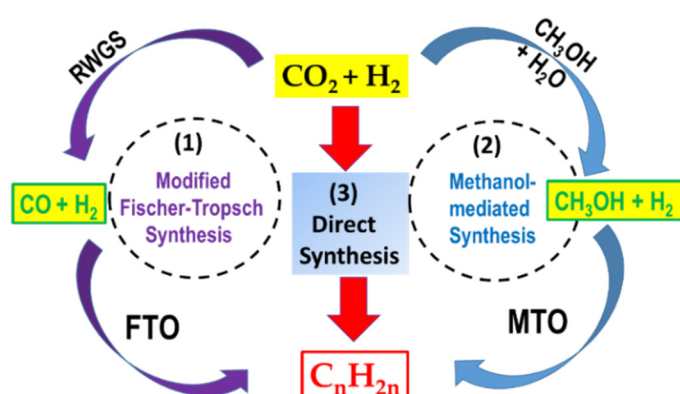 RWGS
CO₂ + H₂
CH₃OH
+ H₂O
(1)
Modified
Fischer-Tropsch
Synthesis
(2)
Methanol-
mediated
Synthesis
(3)
Direct
Synthesis
CO + H₂
CH₃OH + H₂
FTO
MTO
CₙH₂ₙ